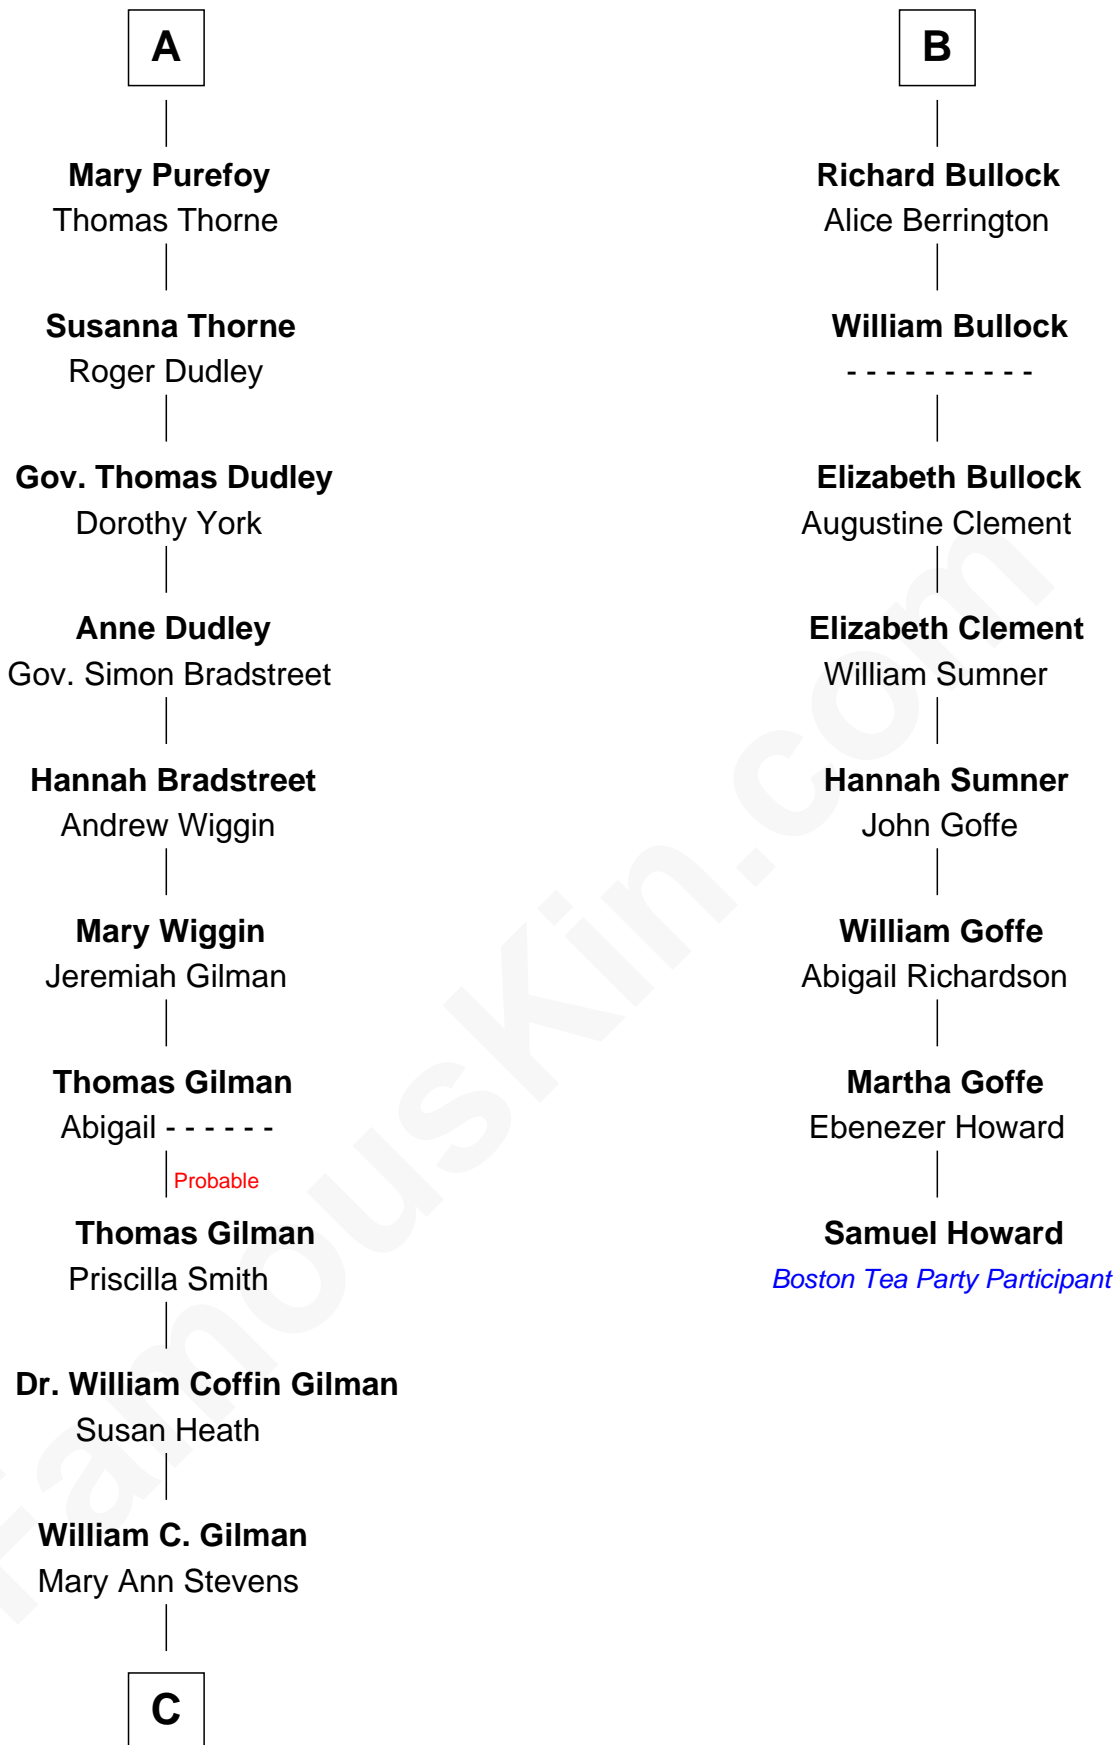 A
Mary Purefoy
Thomas Thorne
Susanna Thorne
Roger Dudley
Gov. Thomas Dudley
Dorothy York
Anne Dudley
Gov. Simon Bradstreet
Hannah Bradstreet
Andrew Wiggin
Mary Wiggin
Jeremiah Gilman
Thomas Gilman
Abigail - - - - - -
Probable
Thomas Gilman
Priscilla Smith
Dr. William Coffin Gilman
Susan Heath
William C. Gilman
Mary Ann Stevens
C
B
Richard Bullock
Alice Berrington
William Bullock
- - - - - - - - - -
Elizabeth Bullock
Augustine Clement
Elizabeth Clement
William Sumner
Hannah Sumner
John Goffe
William Goffe
Abigail Richardson
Martha Goffe
Ebenezer Howard
Samuel Howard
Boston Tea Party Participant
FamousKin.com